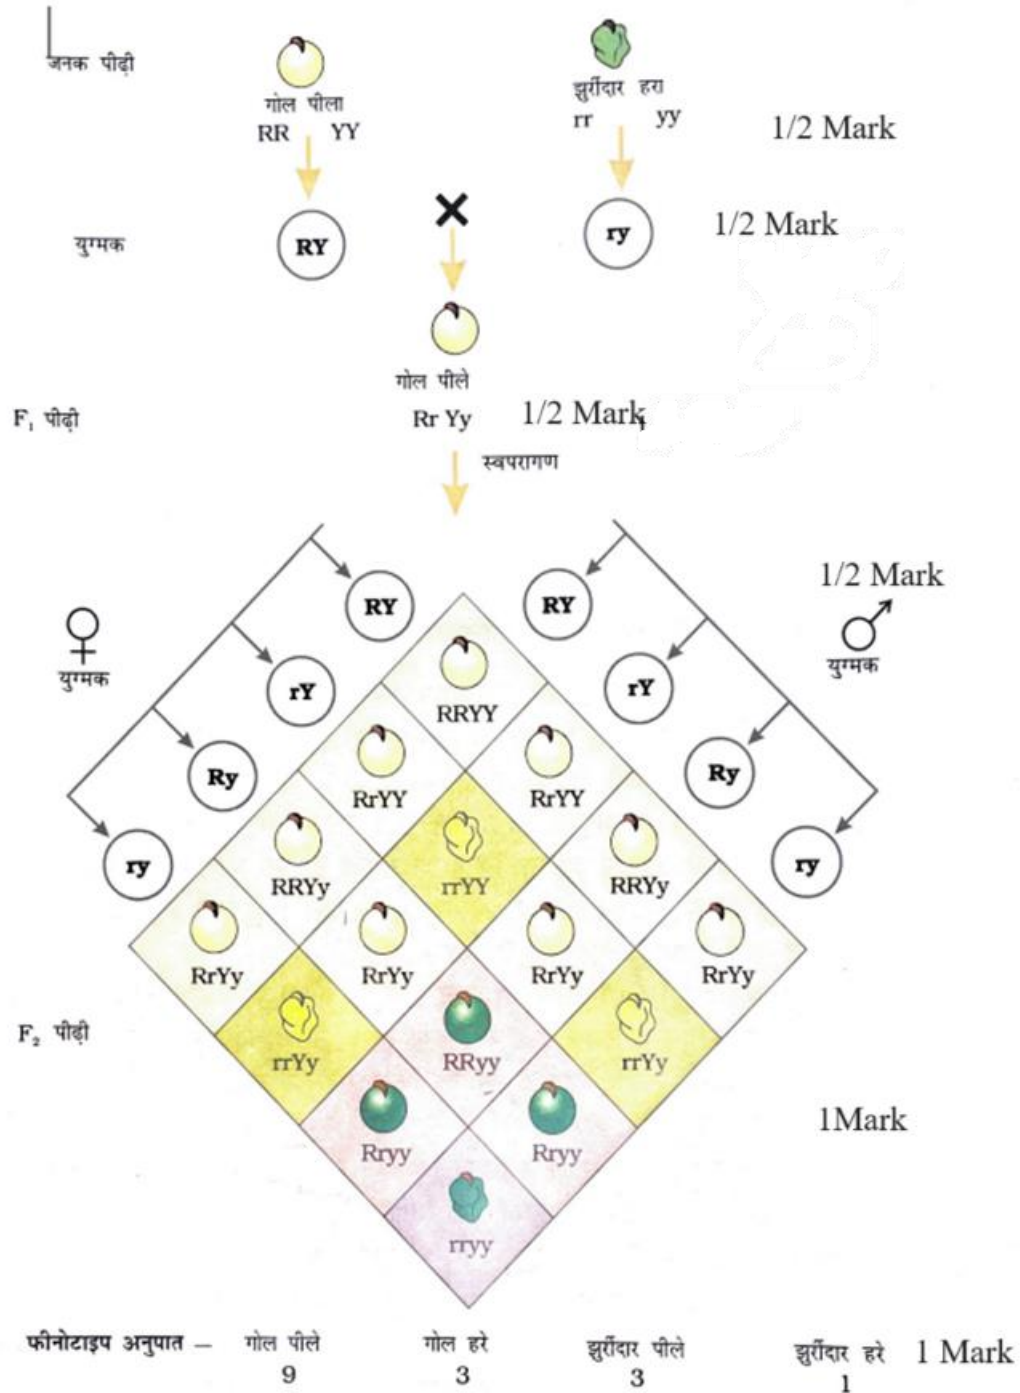 जनक पीढ़ी
गोल पीला
झुर्रीदार हरा
RR YY
rr yy
1/2 Mark
युग्मक
RY
ry
1/2 Mark
गोल पीले
F₁ पीढ़ी
Rr Yy
1/2 Mark
स्वपरागण
1/2 Mark
RY
RY
युग्मक
युग्मक
rY
rY
RRYY
Ry
Ry
RrYY
RrYY
ry
ry
RRYy
rrYY
RRYy
RrYy
RrYy
RrYy
RrYy
F₂ पीढ़ी
rrYy
RRyy
rrYy
1Mark
Rryy
Rryy
rryy
फीनोटाइप अनुपात – गोल पीले गोल हरे झुर्रीदार पीले झुर्रीदार हरे 1 Mark
9 3 3 1